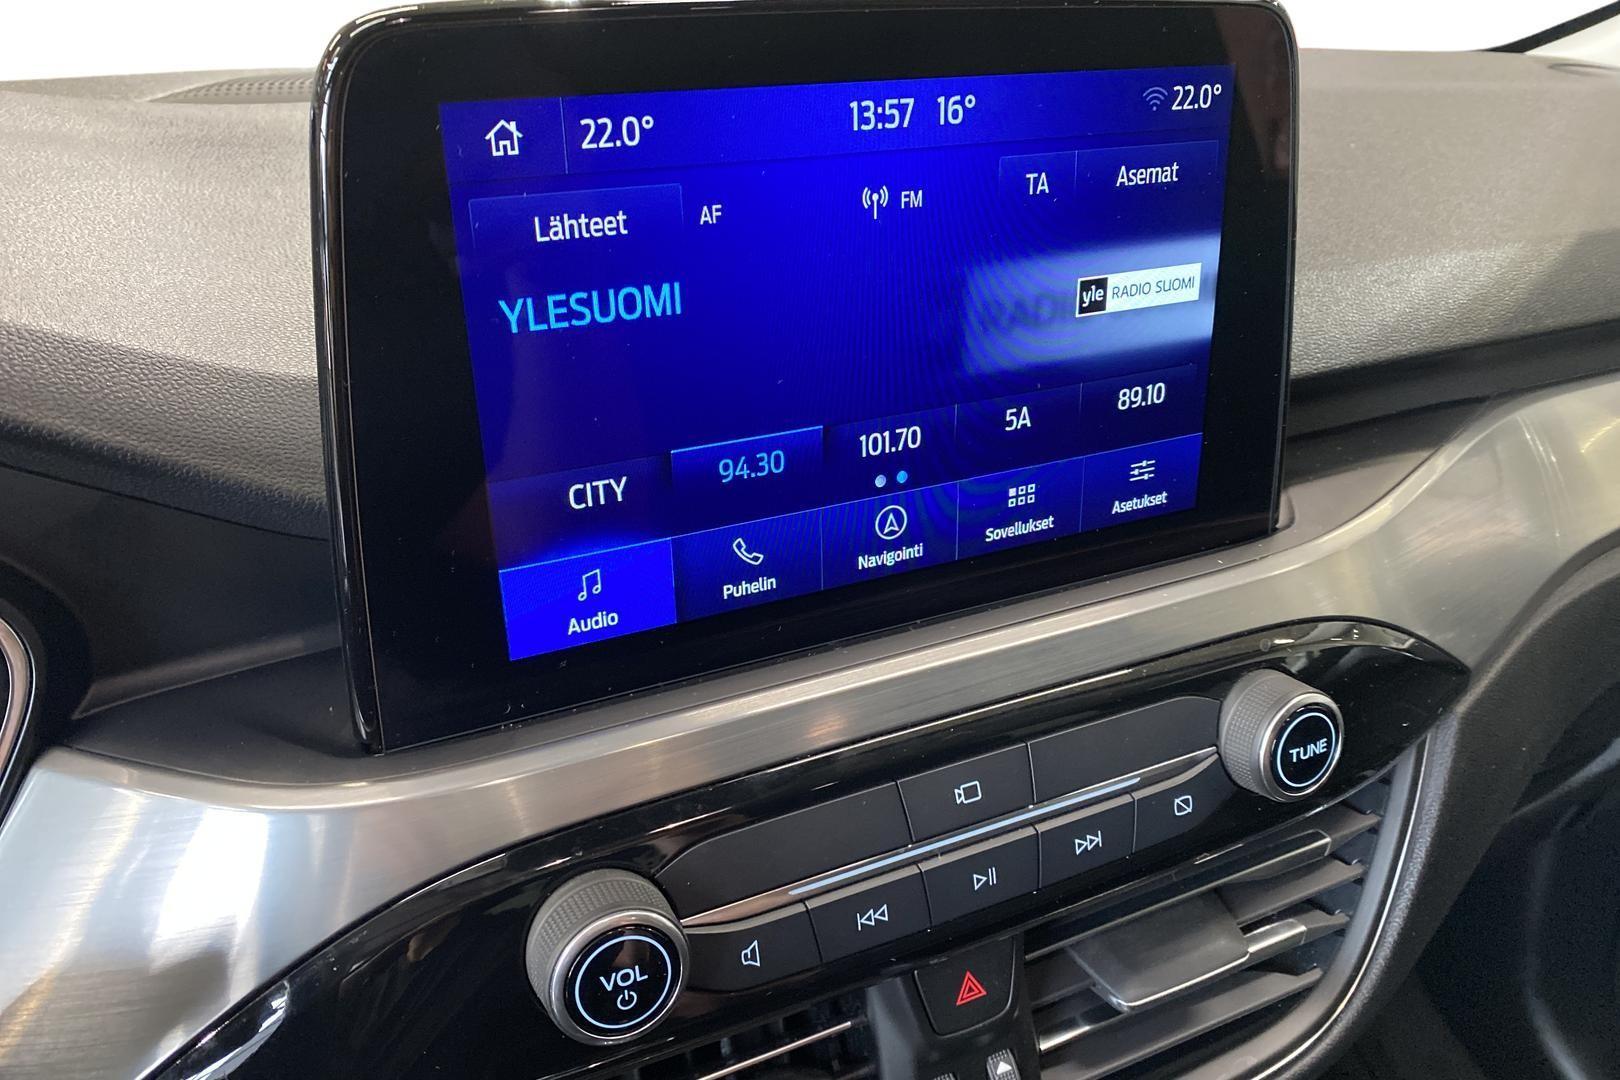 22.0° 13:57 16° 22.0°
Lähteet AF FM TA Asemat
YLESUOMI
yle RADIO SUOMI
CITY 94.30 101.70 5A 89.10
Audio Puhelin Navigointi Sovellukset Asetukset
TUNE
VOL